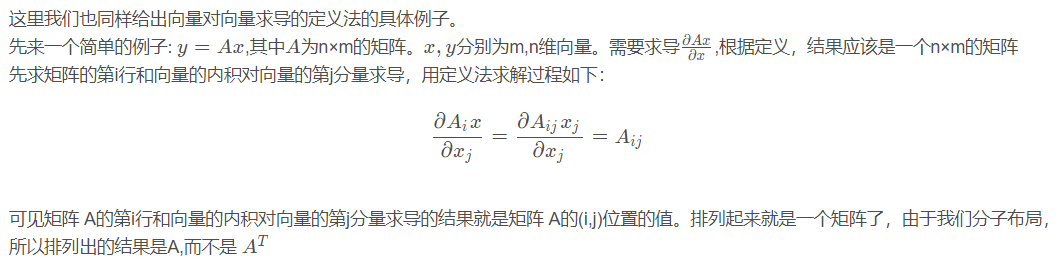 这里我们也同样给出向量对向量求导的定义法的具体例子。
先来一个简单的例子: $y = Ax$,其中$A$为n×m的矩阵。$x, y$分别为m,n维向量。需要求导$\frac{\partial Ax}{\partial x}$ ,根据定义，结果应该是一个n×m的矩阵
先求矩阵的第i行和向量的内积对向量的第j分量求导，用定义法求解过程如下：
$\frac{\partial A_i x}{\partial x_j} = \frac{\partial A_{ij} x_j}{\partial x_j} = A_{ij}$
可见矩阵 A的第i行和向量的内积对向量的第j分量求导的结果就是矩阵 A的(i,j)位置的值。排列起来就是一个矩阵了，由于我们分子布局，
所以排列出的结果是A,而不是 $A^T$